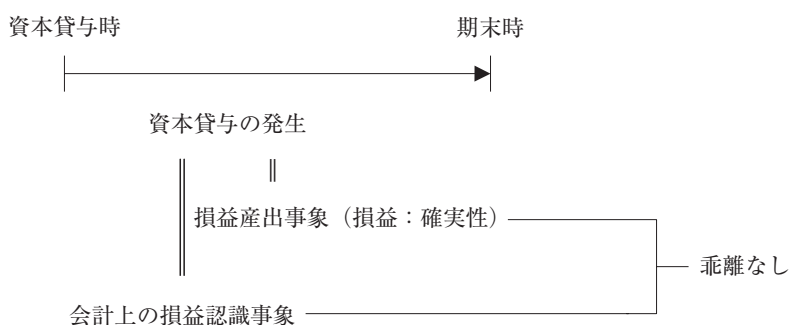 資本貸与時 期末時
資本貸与の発生
損益産出事象（損益：確実性）
乖離なし
会計上の損益認識事象